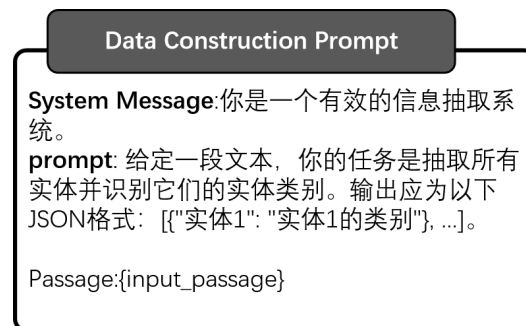 Data Construction Prompt
System Message:你是一个有效的信息抽取系
统。
prompt: 给定一段文本，你的任务是抽取所有
实体并识别它们的实体类别。输出应为以下
JSON格式：[{"实体1": "实体1的类别"}, ...]。
Passage:{input_passage}